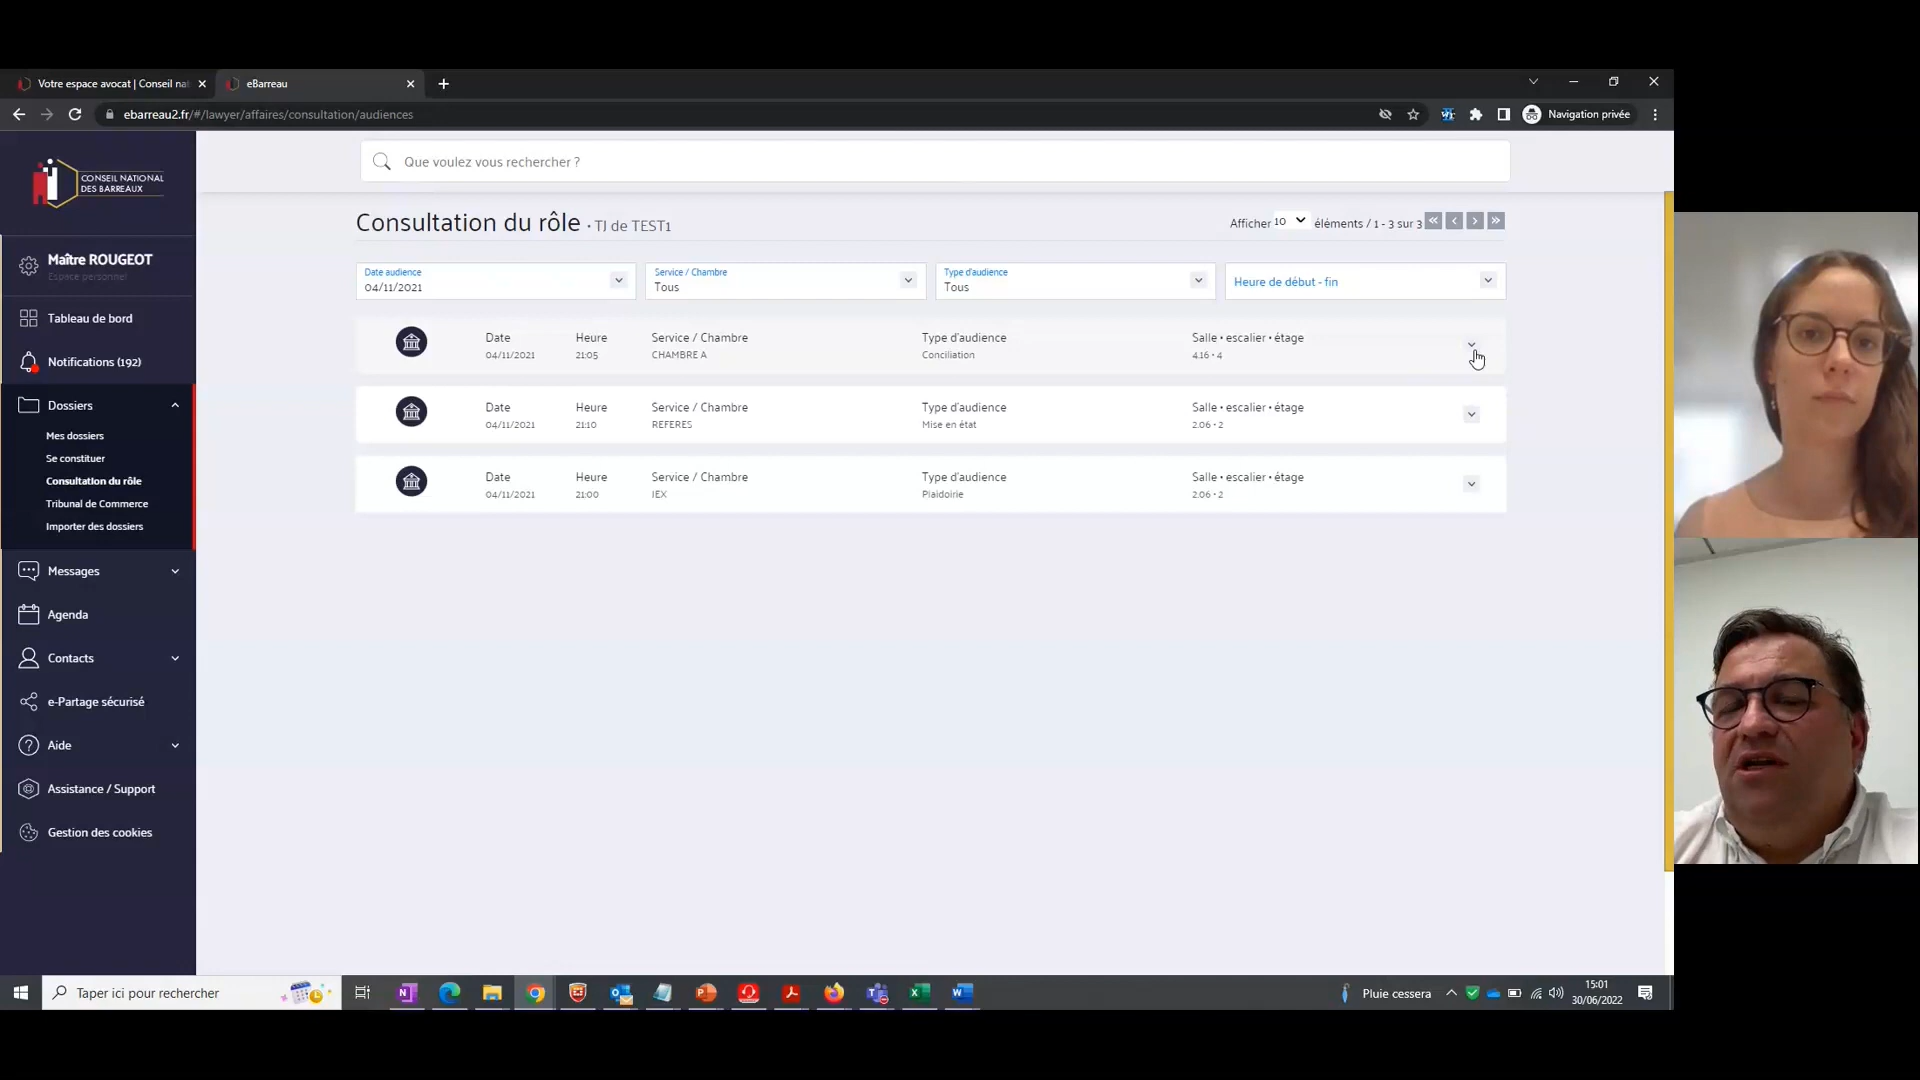 Votre espace avocat | Conseil na
eBarreau
ebarreau2.fr/#/lawyer/affaires/consultation/audiences
Navigation privée
CONSEIL NATIONAL
DES BARREAUX
Que voulez vous rechercher ?
Maître ROUGEOT
Espace personnel
Tableau de bord
Notifications (192)
Dossiers
Mes dossiers
Se constituer
Consultation du rôle
Tribunal de Commerce
Importer des dossiers
Messages
Agenda
Contacts
e-Partage sécurisé
Aide
Assistance / Support
Gestion des cookies
Consultation du rôle • TJ de TEST1
Afficher 10 éléments / 1 - 3 sur 3
Date audience
04/11/2021
Service / Chambre
Tous
Type d'audience
Tous
Heure de début - fin
Date Heure Service / Chambre Type d'audience Salle • escalier • étage
04/11/2021 21:05 CHAMBRE A Conciliation 4.16 • 4
Date Heure Service / Chambre Type d'audience Salle • escalier • étage
04/11/2021 21:10 REFERES Mise en état 2.06 • 2
Date Heure Service / Chambre Type d'audience Salle • escalier • étage
04/11/2021 21:00 IEX Plaidoirie 2.06 • 2
Taper ici pour rechercher
Pluie cessera
15:01
30/06/2022